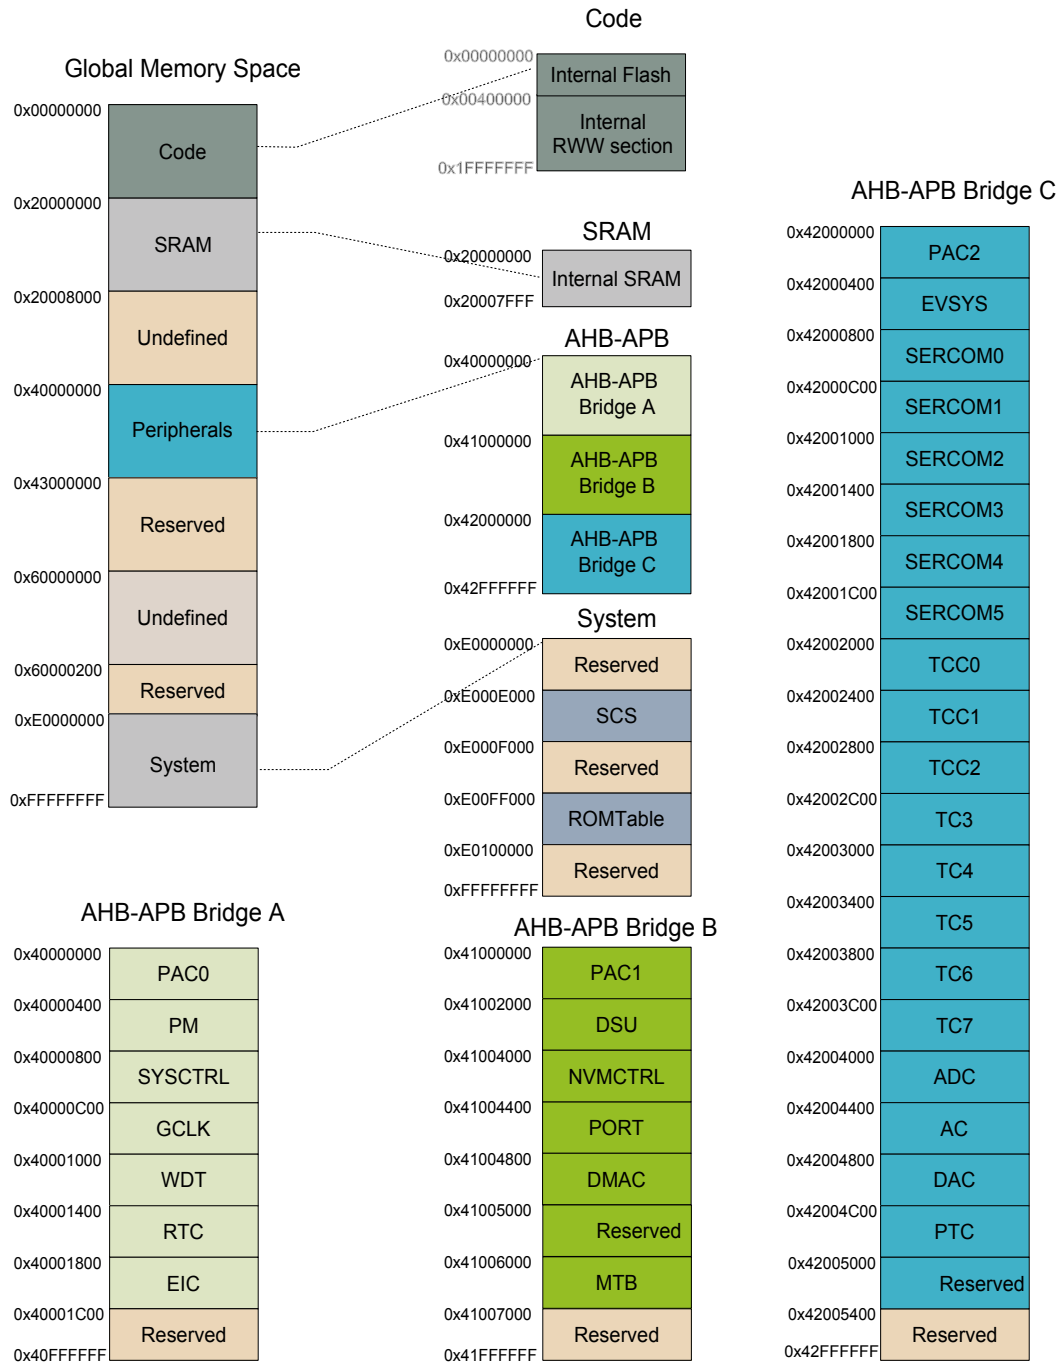 Global Memory Space
0x00000000
Code
0x20000000
SRAM
0x20008000
Undefined
0x40000000
Peripherals
0x43000000
Reserved
0x60000000
Undefined
0x60000200
Reserved
0xE0000000
System
0xFFFFFFFF
Code
0x00000000
Internal Flash
0x00400000
Internal
RWW section
0x1FFFFFFF
SRAM
0x20000000
Internal SRAM
0x20007FFF
AHB-APB
0x40000000
AHB-APB
Bridge A
0x41000000
AHB-APB
Bridge B
0x42000000
AHB-APB
Bridge C
0x42FFFFFF
System
0xE0000000
Reserved
0xE000E000
SCS
0xE000F000
Reserved
0xE00FF000
ROMTable
0xE0100000
Reserved
0xFFFFFFFF
AHB-APB Bridge A
0x40000000
PAC0
0x40000400
PM
0x40000800
SYSCTRL
0x40000C00
GCLK
0x40001000
WDT
0x40001400
RTC
0x40001800
EIC
0x40001C00
Reserved
0x40FFFFFF
AHB-APB Bridge B
0x41000000
PAC1
0x41002000
DSU
0x41004000
NVMCTRL
0x41004400
PORT
0x41004800
DMAC
0x41005000
Reserved
0x41006000
MTB
0x41007000
Reserved
0x41FFFFFF
AHB-APB Bridge C
0x42000000
PAC2
0x42000400
EVSYS
0x42000800
SERCOM0
0x42000C00
SERCOM1
0x42001000
SERCOM2
0x42001400
SERCOM3
0x42001800
SERCOM4
0x42001C00
SERCOM5
0x42002000
TCC0
0x42002400
TCC1
0x42002800
TCC2
0x42002C00
TC3
0x42003000
TC4
0x42003400
TC5
0x42003800
TC6
0x42003C00
TC7
0x42004000
ADC
0x42004400
AC
0x42004800
DAC
0x42004C00
PTC
0x42005000
Reserved
0x42005400
Reserved
0x42FFFFFF